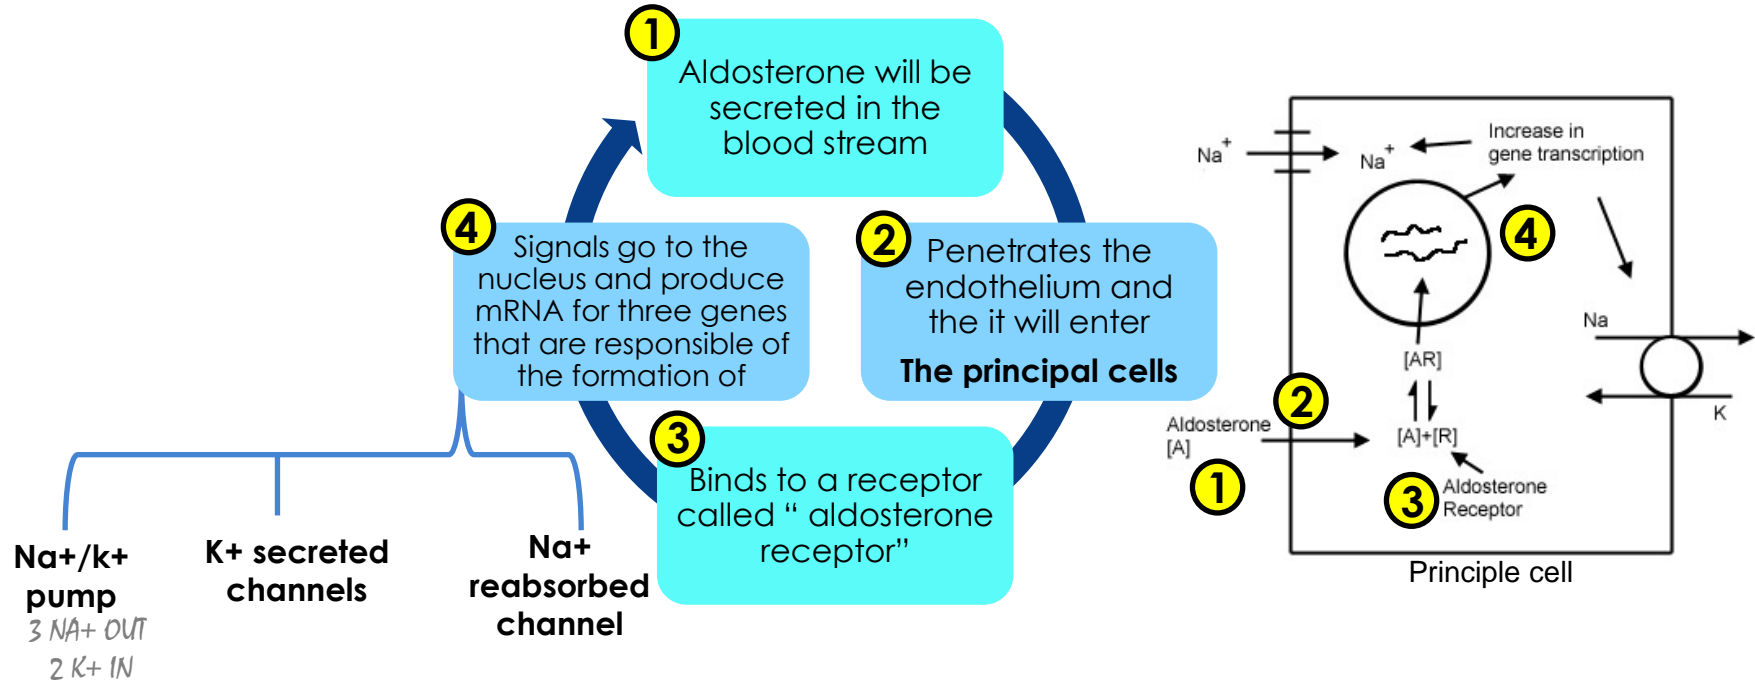 1
Aldosterone will be
secreted in the
blood stream
2
Penetrates the
endothelium and
the it will enter
The principal cells
3
Binds to a receptor
called “ aldosterone
receptor”
4
Signals go to the
nucleus and produce
mRNA for three genes
that are responsible of
the formation of
Na+/k+
pump
3 NA+ OUT
2 K+ IN
K+ secreted
channels
Na+
reabsorbed
channel
Na+
Na+
Increase in
gene transcription
4
Na
K
[AR]
2
Aldosterone
[A]
1
[A]+[R]
3
Aldosterone
Receptor
Principle cell